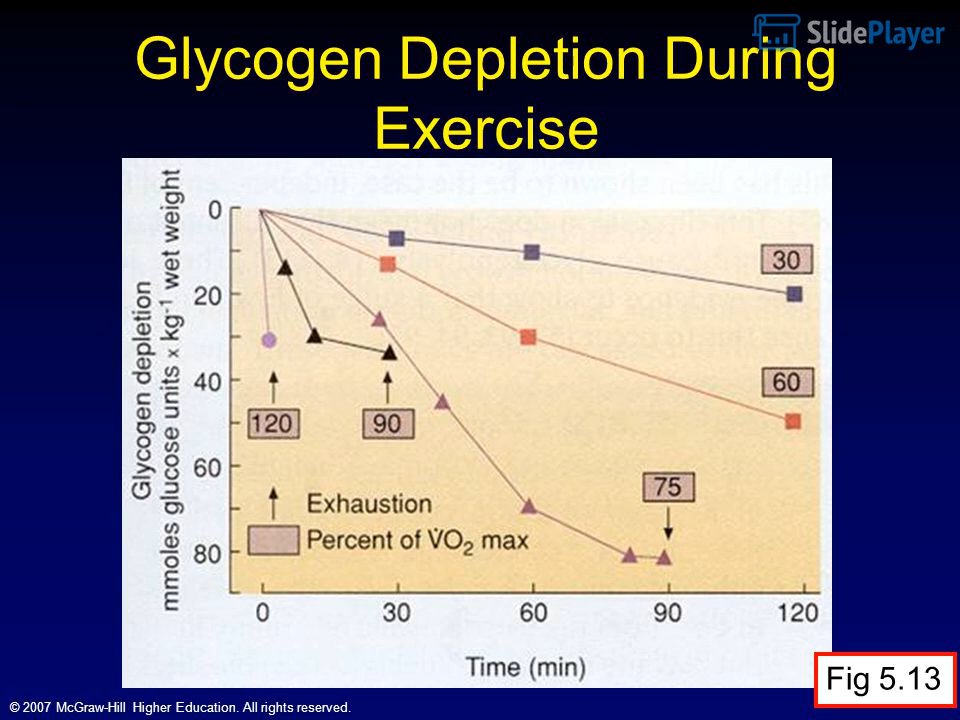 SlidePlayer
Glycogen Depletion During
Exercise
Glycogen depletion
mmoles glucose units x kg-1 wet weight
0
20
40
60
80
30
60
120
90
75
Exhaustion
Percent of V̇O2 max
0
30
60
90
120
Time (min)
Fig 5.13
© 2007 McGraw-Hill Higher Education. All rights reserved.